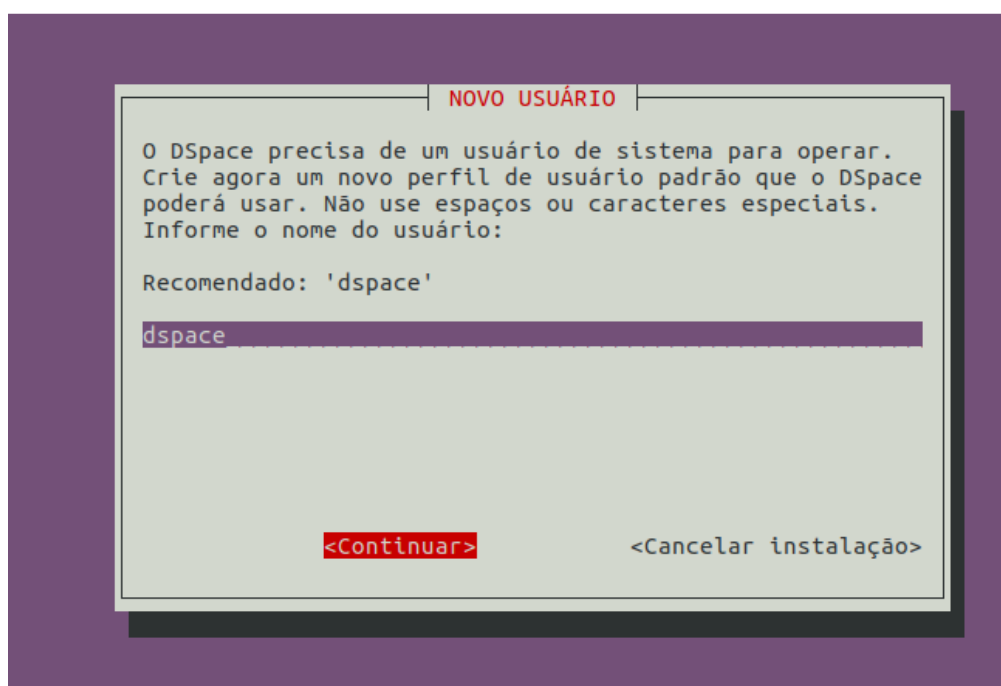 NOVO USUÁRIO
O DSpace precisa de um usuário de sistema para operar.
Crie agora um novo perfil de usuário padrão que o DSpace
poderá usar. Não use espaços ou caracteres especiais.
Informe o nome do usuário:
Recomendado: 'dspace'
dspace
<Continuar> <Cancelar instalação>